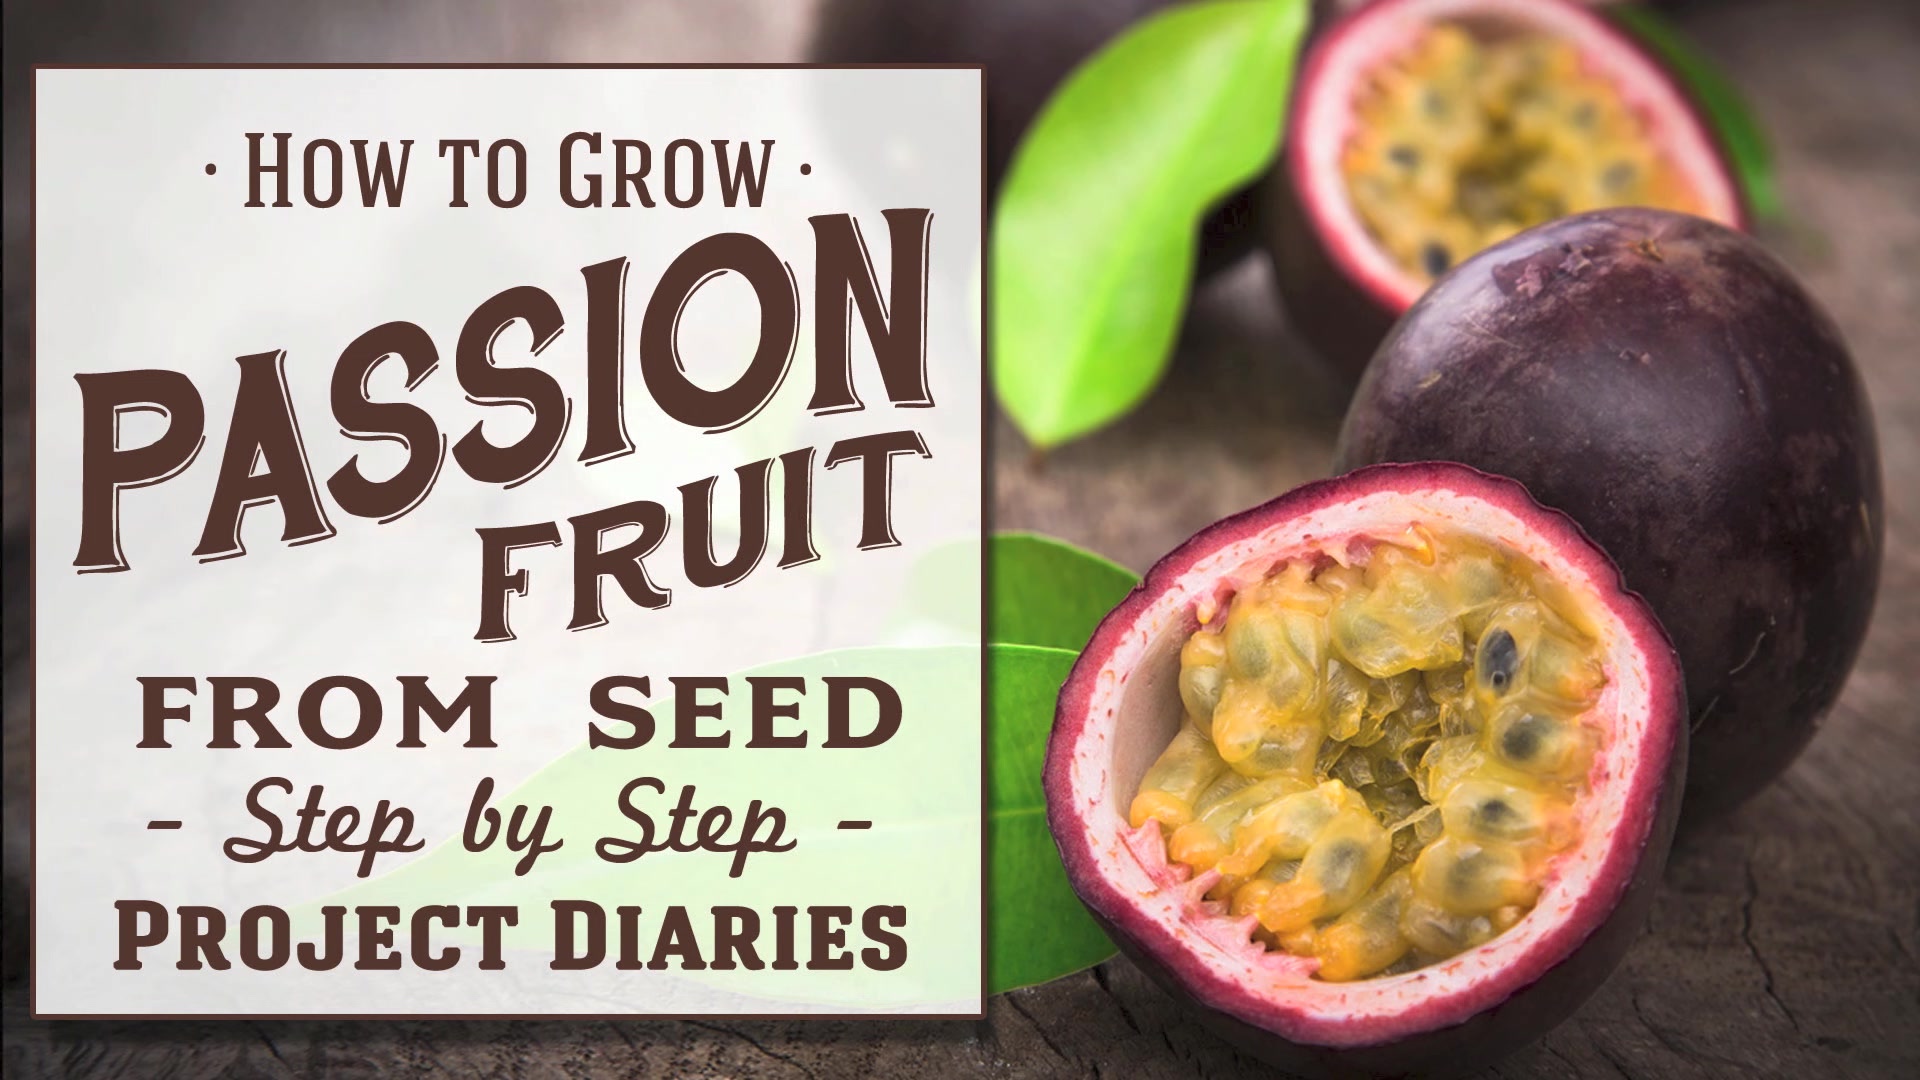 · How to Grow ·
PASSION
FRUIT
FROM SEED
- Step by Step -
PROJECT DIARIES